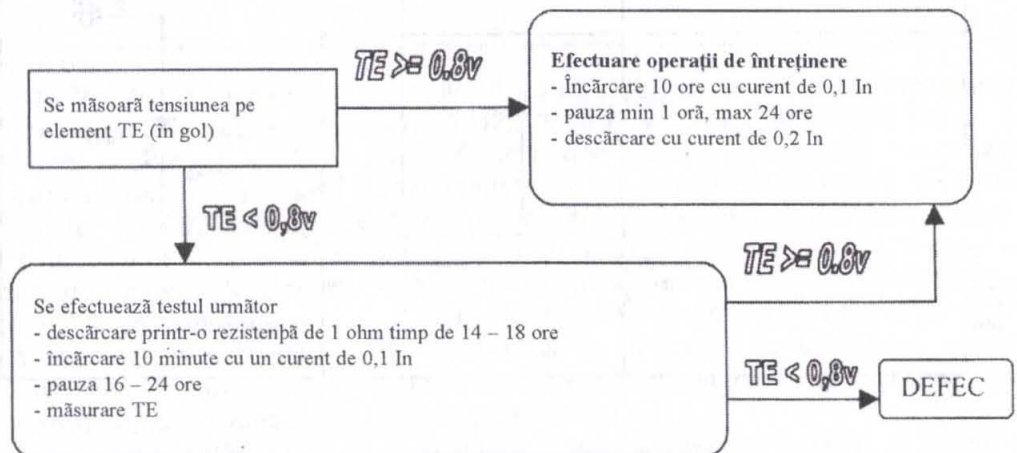 Se măsoară tensiunea pe
element TE (în gol)
TE >= 0.8v
Efectuare operații de întreținere
- Încărcare 10 ore cu curent de 0,1 In
- pauza min 1 oră, max 24 ore
- descărcare cu curent de 0,2 In
TE < 0,8v
Se efectuează testul următor
- descărcare printr-o rezistenþă de 1 ohm timp de 14 – 18 ore
- încărcare 10 minute cu un curent de 0,1 In
- pauza 16 – 24 ore
- măsurare TE
TE >= 0.8v
TE < 0,8v
DEFEC